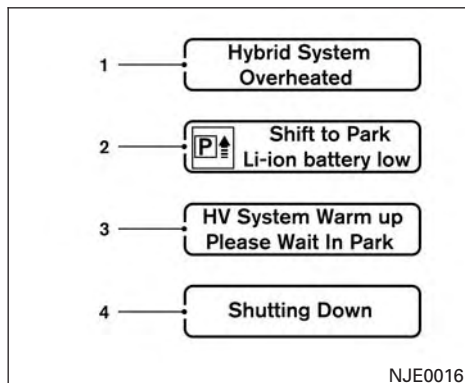 1
Hybrid System
Overheated
2
P
Shift to Park
Li-ion battery low
3
HV System Warm up
Please Wait In Park
4
Shutting Down
NJE0016